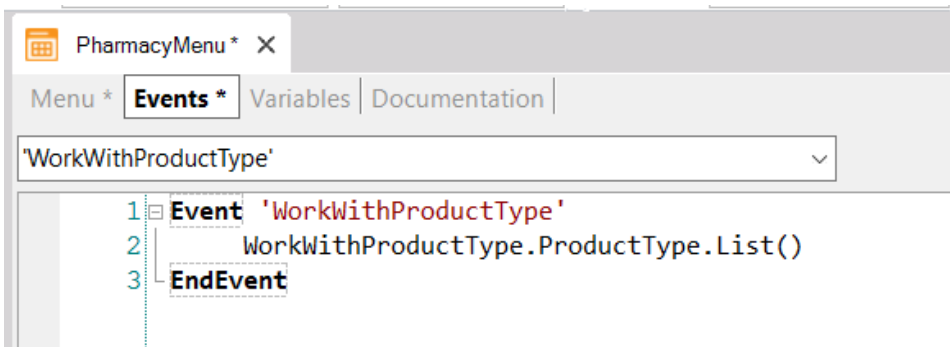 PharmacyMenu * ✕
Menu * Events * Variables Documentation
'WorkWithProductType'
1 Event 'WorkWithProductType'
2 WorkWithProductType.ProductType.List()
3 EndEvent